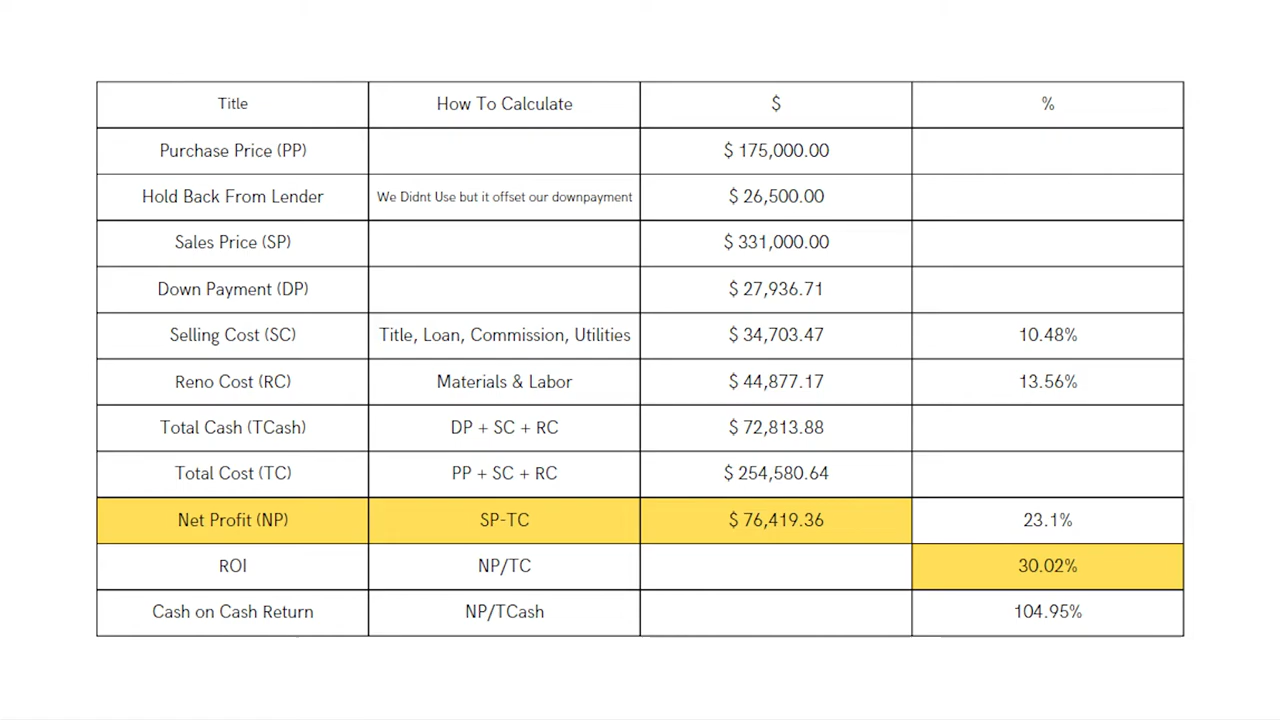 Title How To Calculate $ %
Purchase Price (PP) $ 175,000.00
Hold Back From Lender We Didnt Use but it offset our downpayment $ 26,500.00
Sales Price (SP) $ 331,000.00
Down Payment (DP) $ 27,936.71
Selling Cost (SC) Title, Loan, Commission, Utilities $ 34,703.47 10.48%
Reno Cost (RC) Materials & Labor $ 44,877.17 13.56%
Total Cash (TCash) DP + SC + RC $ 72,813.88
Total Cost (TC) PP + SC + RC $ 254,580.64
Net Profit (NP) SP-TC $ 76,419.36 23.1%
ROI NP/TC 30.02%
Cash on Cash Return NP/TCash 104.95%